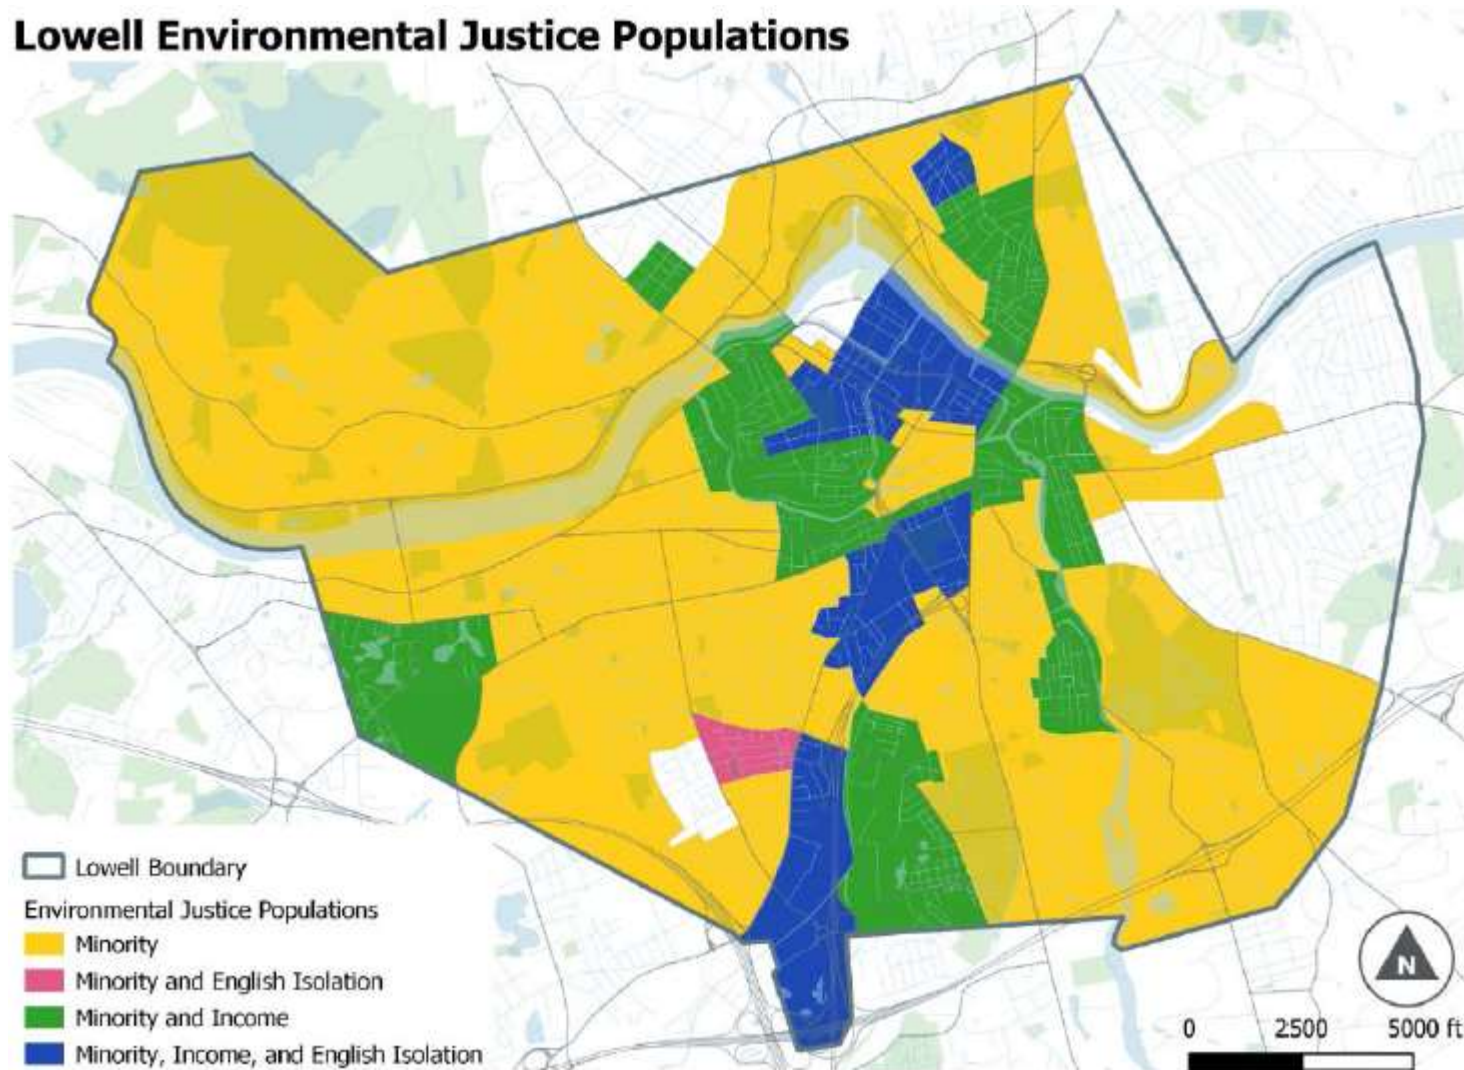 Lowell Environmental Justice Populations
Lowell Boundary
Environmental Justice Populations
Minority
Minority and English Isolation
Minority and Income
Minority, Income, and English Isolation
N
0 2500 5000 ft